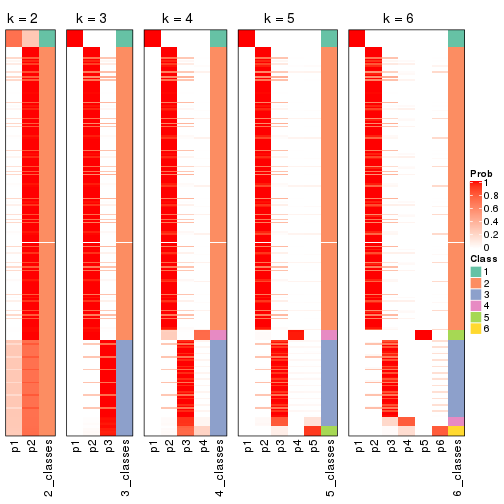 k = 2
k = 3
k = 4
k = 5
k = 6
Prob
1
0.8
0.6
0.4
0.2
0
Class
1
2
3
4
5
6
p1
p2
2_classes
p1
p2
p3
3_classes
p1
p2
p3
p4
4_classes
p1
p2
p3
p4
p5
5_classes
p1
p2
p3
p4
p5
p6
6_classes